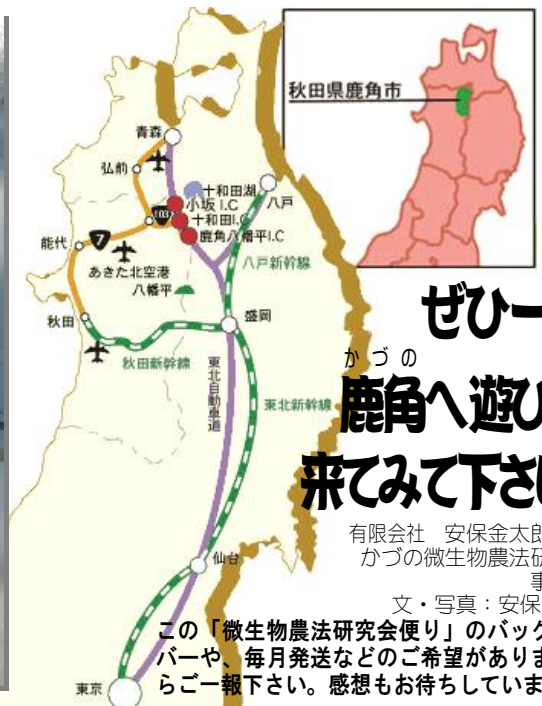 秋田県鹿角市
青森
弘前
十和田湖
八戸
小坂I.C
103
十和田I.C
鹿角八幡平I.C
能代
7
あきた北空港
八幡平
八戸新幹線
秋田
盛岡
秋田新幹線
東北自動車道
東北新幹線
仙台
東京
ぜひ一
かづの
鹿角へ遊び
来てみて下さい
有限会社 安保金太郎
かづの微生物農法研
事
文・写真:安保
この「微生物農法研究会便り」のバック
バーや、毎月発送などのご希望がありま
らご一報下さい。感想もお待ちしていま